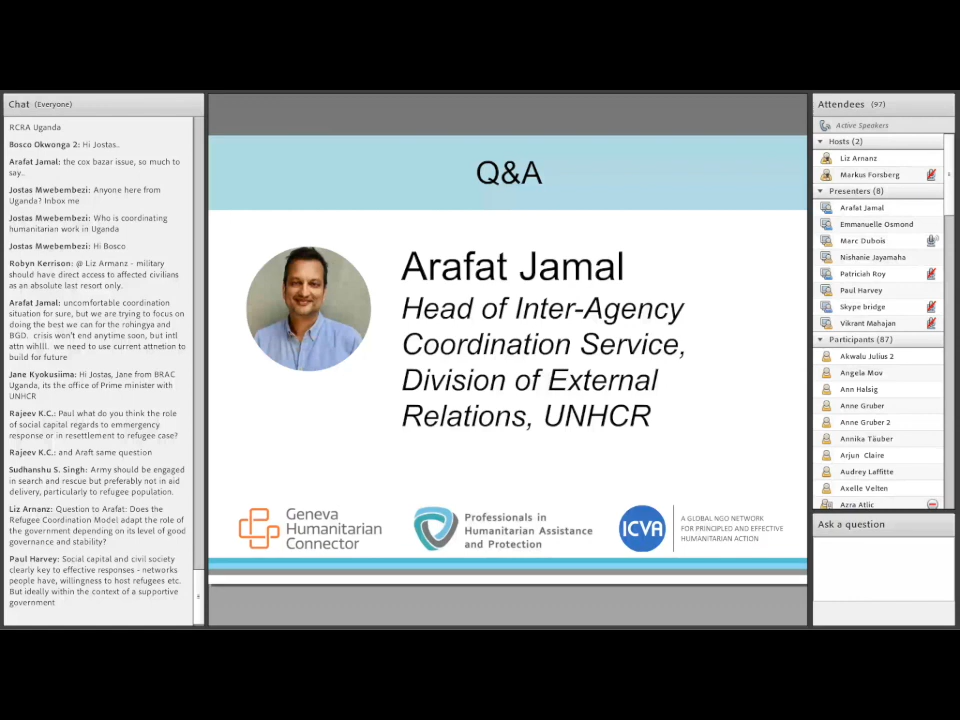 Chat (Everyone)
RCRA Uganda
Bosco Okwonga 2: Hi Jostas..
Arafat Jamal: the cox bazar issue, so much to
say..
Jostas Mwebembezi: Anyone here from
Uganda? Inbox me
Jostas Mwebembezi: Who is coordinating
humanitarian work in Uganda
Jostas Mwebembezi: Hi Bosco
Robyn Kerrison: @ Liz Arnanz - military
should have direct access to affected civilians
as an absolute last resort only.
Arafat Jamal: uncomfortable coordination
situation for sure, but we are trying to focus on
doing the best we can for the rohingya and
BGD. crisis won't end anytime soon, but intl
attn whlll. we need to use current attnetion to
build for future
Jane Kyokusiima: Hi Jostas, Jane from BRAC
Uganda, its the office of Prime minister with
UNHCR
Rajeev K.C.: Paul what do you think the role
of social capital regards to emmergency
response or in resettlement to refugee case?
Rajeev K.C.: and Araft same question
Sudhanshu S. Singh: Army should be engaged
in search and rescue but preferably not in aid
delivery, particularly to refugee population.
Liz Arnanz: Question to Arafat: Does the
Refugee Coordination Model adapt the role of
the government depending on its level of good
governance and stability?
Paul Harvey: Social capital and civil society
clearly key to effective responses - networks
people have, willingness to host refugees etc.
But ideally within the context of a supportive
government
Q&A
Arafat Jamal
Head of Inter-Agency
Coordination Service,
Division of External
Relations, UNHCR
Geneva
Humanitarian
Connector
Professionals in
Humanitarian Assistance
and Protection
ICVA
A GLOBAL NGO NETWORK
FOR PRINCIPLED AND EFFECTIVE
HUMANITARIAN ACTION
Attendees (97)
Active Speakers
Hosts (2)
Liz Arnanz
Markus Forsberg
Presenters (8)
Arafat Jamal
Emmanuelle Osmond
Marc Dubois
Nishanie Jayamaha
Patriciah Roy
Paul Harvey
Skype bridge
Vikrant Mahajan
Participants (87)
Akwalu Julius 2
Angela Mov
Ann Halsig
Anne Gruber
Anne Gruber 2
Annika Täuber
Arjun Claire
Audrey Laffitte
Axelle Velten
Azra Atlic
Ask a question